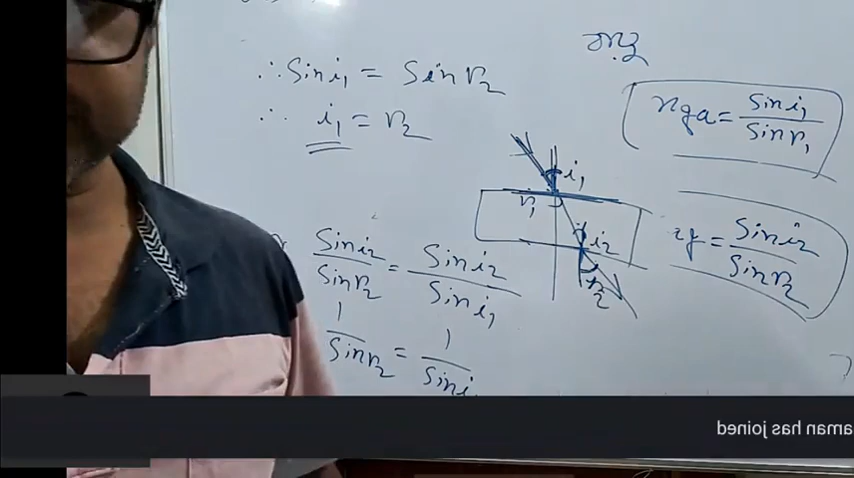 ∴ Sin i₁ = Sin r₂
∴ i₁ = r₂
Sin i₂ / Sin r₂ = Sin i₂ / Sin i₁
1 / Sin r₂ = 1 / Sin i₁
nga = Sin i₁ / Sin r₁
= Sin i₂ / Sin r₂
i₁
r₁
i₂
r₂
aman has joined